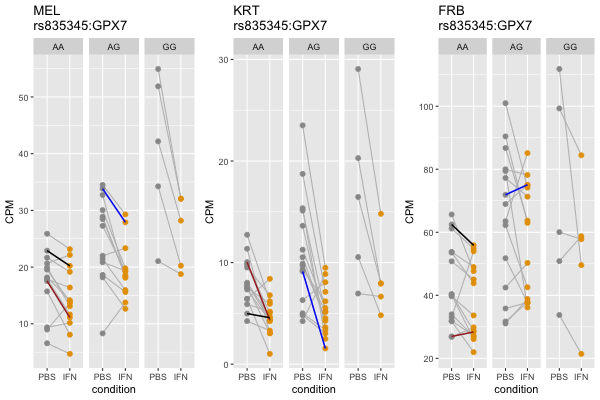 MEL
rs835345:GPX7
AA AG GG
CPM
50
40
30
20
10
PBS IFN PBS IFN PBS IFN
condition
KRT
rs835345:GPX7
AA AG GG
CPM
30
20
10
0
PBS IFN PBS IFN PBS IFN
condition
FRB
rs835345:GPX7
AA AG GG
CPM
100
80
60
40
20
PBS IFN PBS IFN PBS IFN
condition